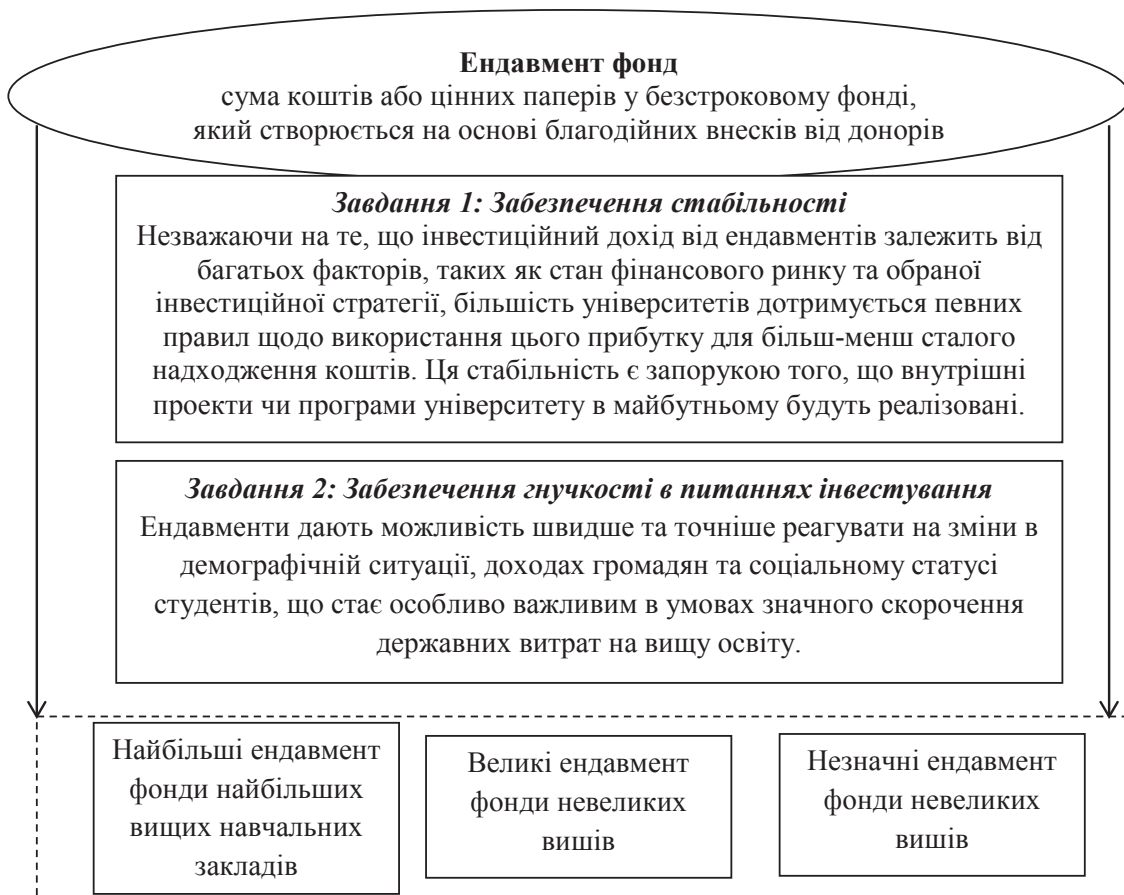 Ендавмент фонд
сума коштів або цінних паперів у безстроковому фонді,
який створюється на основі благодійних внесків від донорів
Завдання 1: Забезпечення стабільності
Незважаючи на те, що інвестиційний дохід від ендавментів залежить від
багатьох факторів, таких як стан фінансового ринку та обраної
інвестиційної стратегії, більшість університетів дотримується певних
правил щодо використання цього прибутку для більш-менш сталого
надходження коштів. Ця стабільність є запорукою того, що внутрішні
проекти чи програми університету в майбутньому будуть реалізовані.
Завдання 2: Забезпечення гнучкості в питаннях інвестування
Ендавменти дають можливість швидше та точніше реагувати на зміни в
демографічній ситуації, доходах громадян та соціальному статусі
студентів, що стає особливо важливим в умовах значного скорочення
державних витрат на вищу освіту.
Найбільші ендавмент
фонди найбільших
вищих навчальних
закладів
Великі ендавмент
фонди невеликих
вишів
Незначні ендавмент
фонди невеликих
вишів